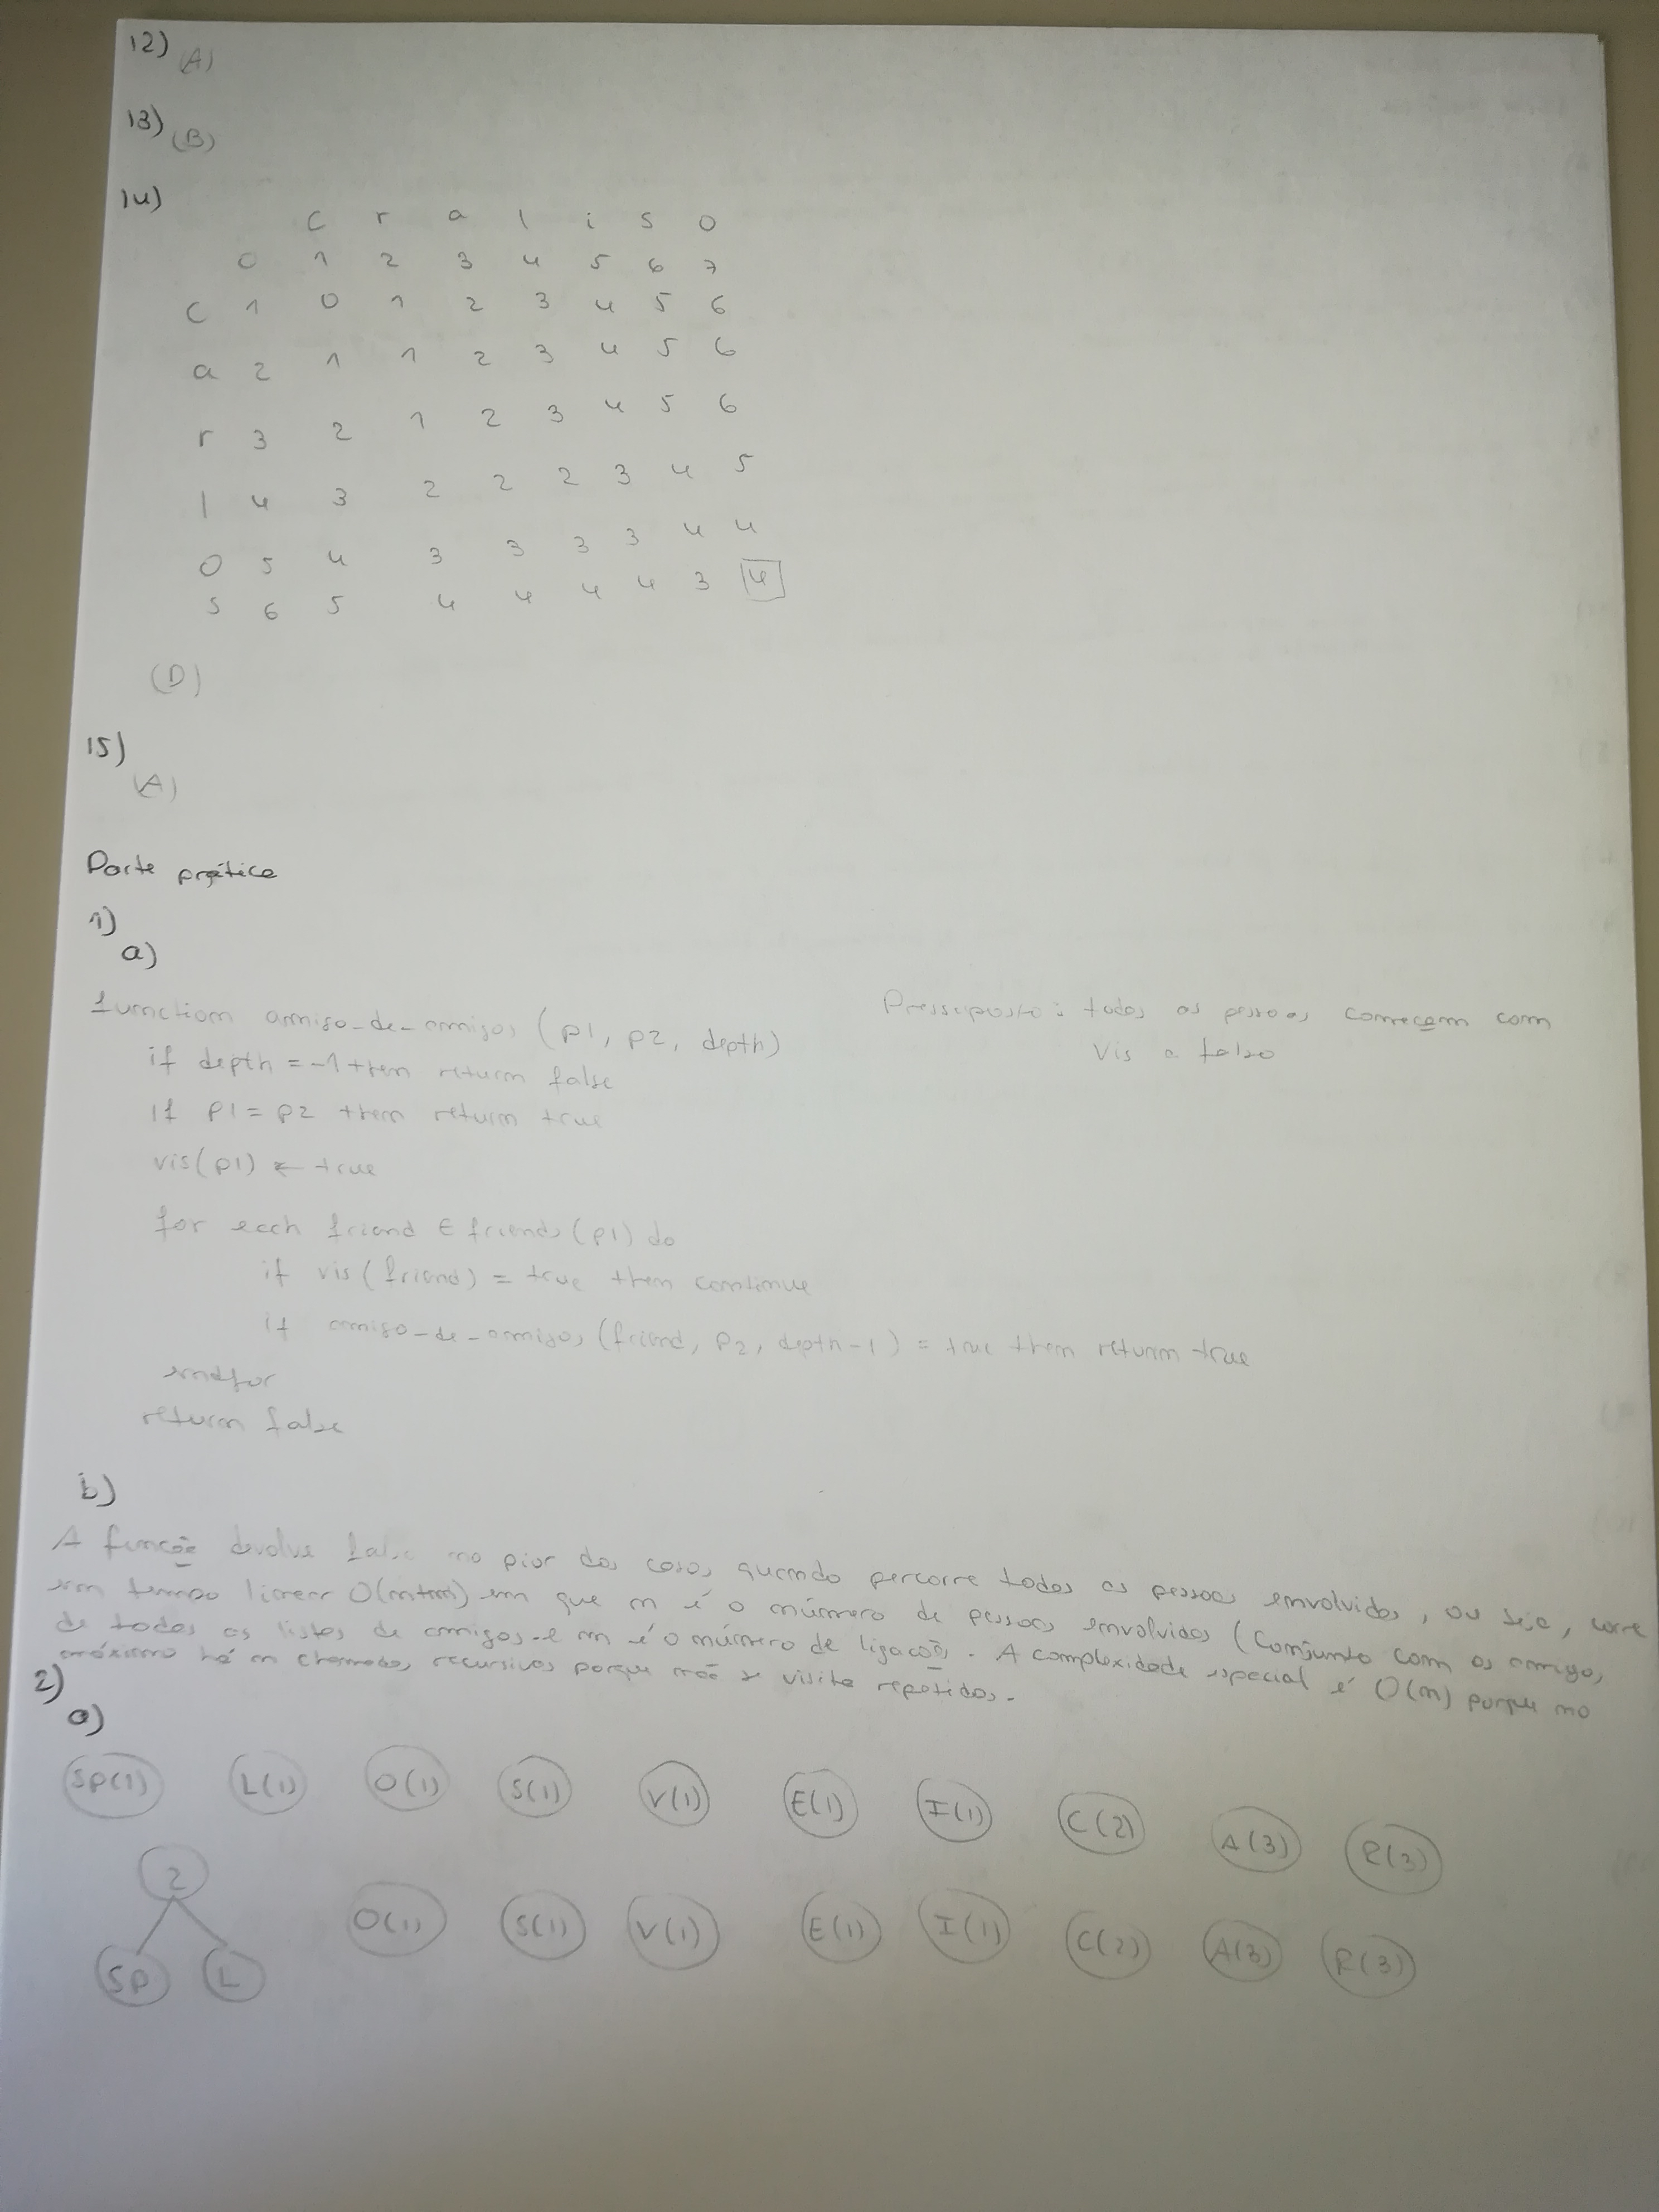 12) (A)
13) (B)
14)
c r a l i s o
0 1 2 3 4 5 6 7
c 1 0 1 2 3 4 5 6
a 2 1 1 2 3 4 5 6
r 3 2 1 2 3 4 5 6
l 4 3 2 2 2 3 4 5
o 5 4 3 3 3 3 4 4
s 6 5 4 4 4 4 3 4
(D)
15)
(A)
Parte prática
1)
a)
function amigo-de-amigos (p1, p2, depth)
Pressuposto: todas as pessoas começam com
vis a falso
if depth = -1 then return false
if p1 = p2 then return true
vis(p1) ← true
for each friend ∈ friends(p1) do
if vis(friend) = true then continue
if amigo-de-amigos (friend, p2, depth-1) = true then return true
endfor
return false
b)
A função devolve falso no pior dos casos, quando percorre todas as pessoas envolvidas, ou seja, corre
em tempo linear O(n+m) em que n é o número de pessoas envolvidas (conjunto com os amigos
de todas as listas de amigos e m é o número de ligações. A complexidade espacial é O(n) porque no
máximo há n chamadas recursivas porque não se visita repetidos.
2)
a)
SP(1) L(1) O(1) S(1) V(1) E(1) I(1) C(2) A(3) R(3)
2 O(1) S(1) V(1) E(1) I(1) C(2) A(3) R(3)
SP L